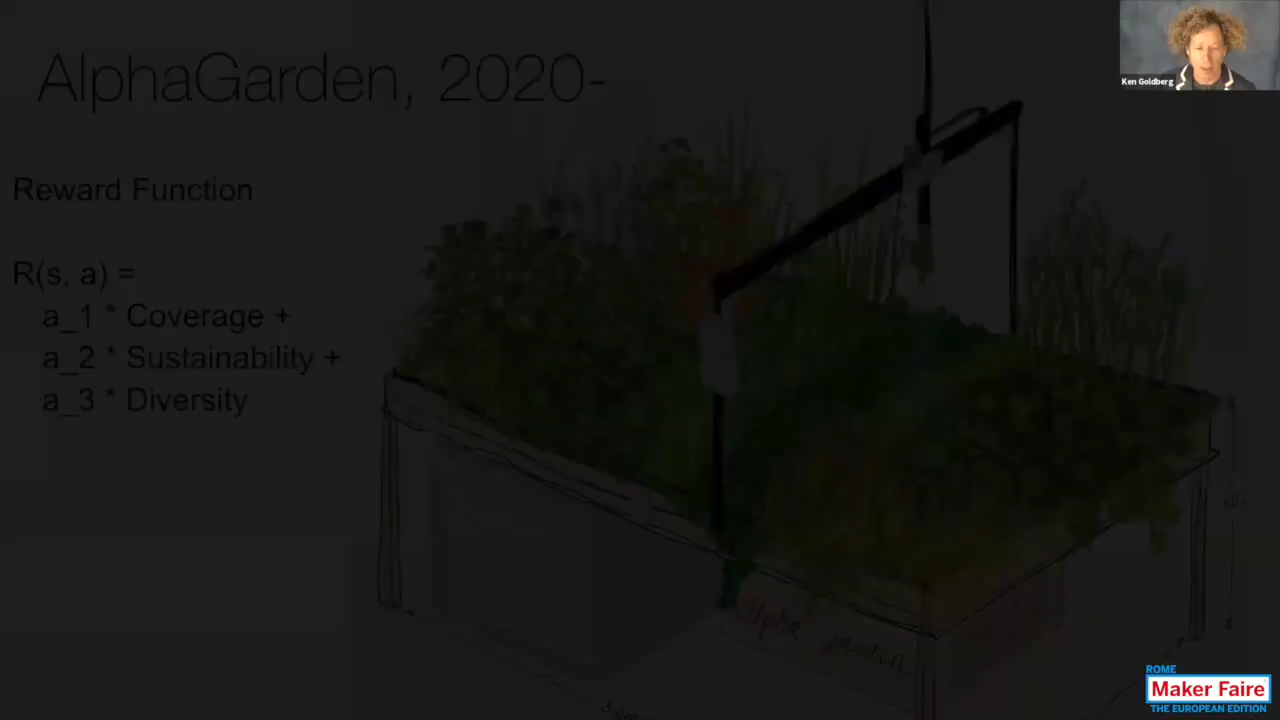 AlphaGarden, 2020-
Ken Goldberg
Reward Function
R(s, a) =
a_1 * Coverage +
a_2 * Sustainability +
a_3 * Diversity
ROME
Maker Faire
THE EUROPEAN EDITION